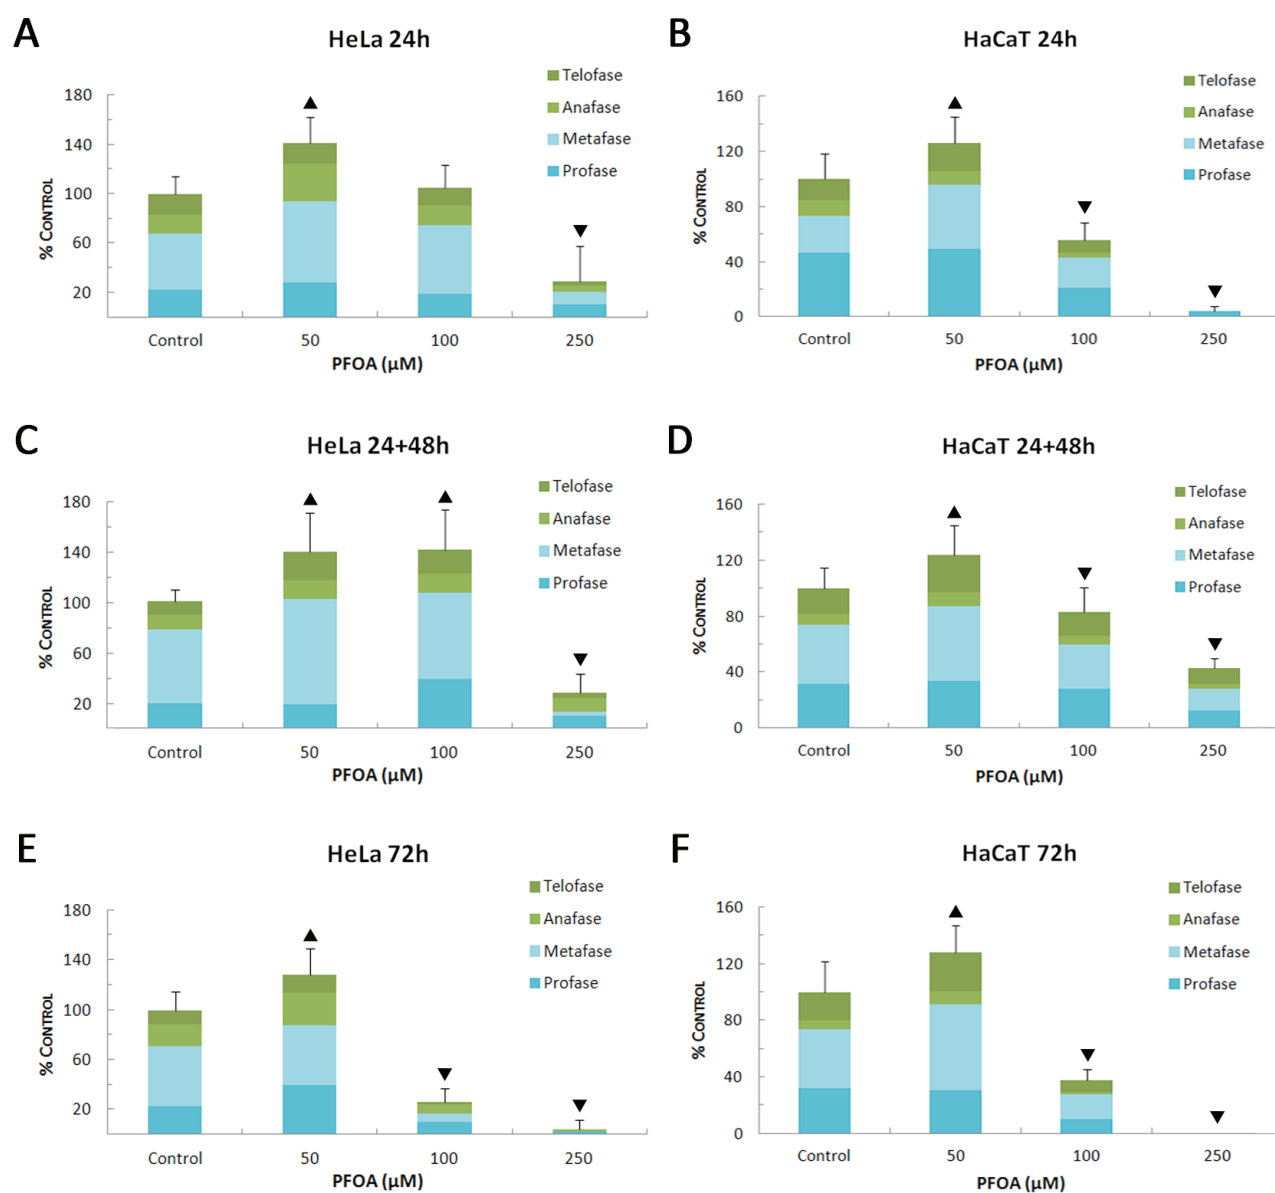 A
HeLa 24h
Telofase
Anafase
Metafase
Profase
180
140
100
60
20
% CONTROL
Control 50 100 250
PFOA (µM)
B
HaCaT 24h
Telofase
Anafase
Metafase
Profase
160
120
80
40
0
% CONTROL
Control 50 100 250
PFOA (µM)
C
HeLa 24+48h
Telofase
Anafase
Metafase
Profase
180
140
100
60
20
% CONTROL
Control 50 100 250
PFOA (µM)
D
HaCaT 24+48h
Telofase
Anafase
Metafase
Profase
160
120
80
40
0
% CONTROL
Control 50 100 250
PFOA (µM)
E
HeLa 72h
Telofase
Anafase
Metafase
Profase
180
140
100
60
20
% CONTROL
Control 50 100 250
PFOA (µM)
F
HaCaT 72h
Telofase
Anafase
Metafase
Profase
160
120
80
40
0
% CONTROL
Control 50 100 250
PFOA (µM)